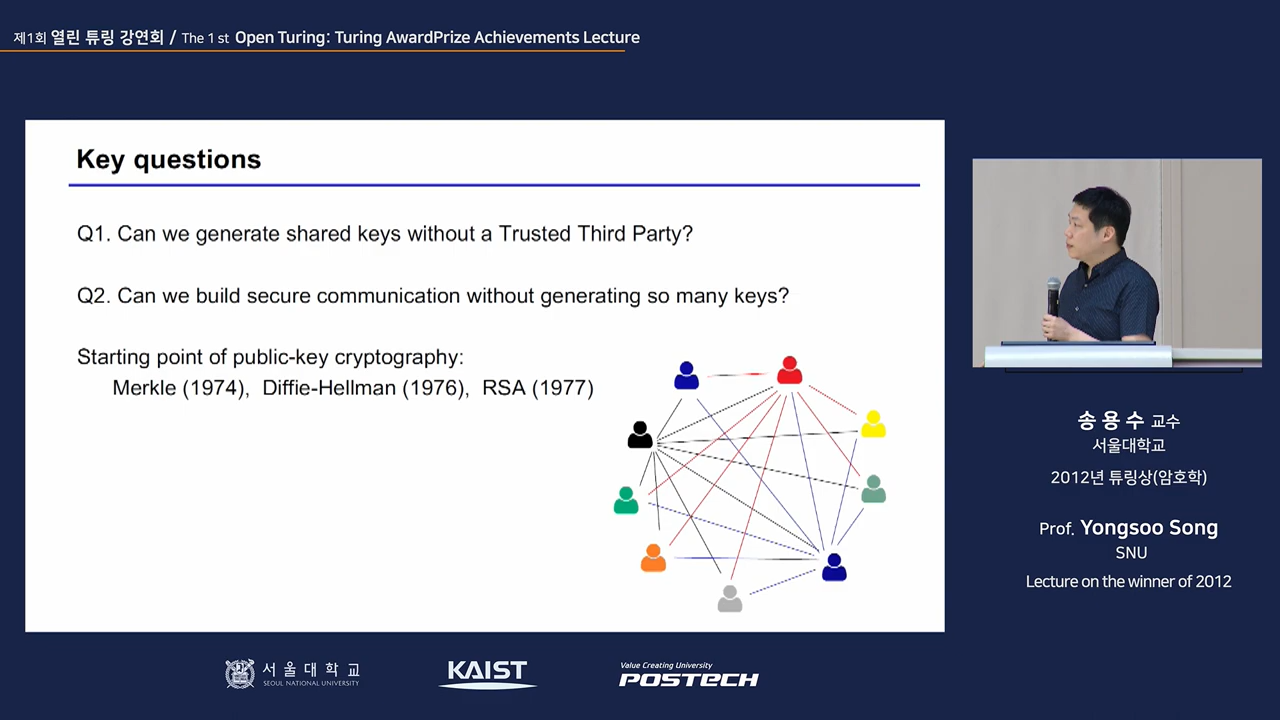 제1회 열린 튜링 강연회 / The 1 st Open Turing: Turing AwardPrize Achievements Lecture
Key questions
Q1. Can we generate shared keys without a Trusted Third Party?
Q2. Can we build secure communication without generating so many keys?
Starting point of public-key cryptography:
Merkle (1974), Diffie-Hellman (1976), RSA (1977)
송 용 수 교수
서울대학교
2012년 튜링상(암호학)
Prof. Yongsoo Song
SNU
Lecture on the winner of 2012
서 울 대 학 교
SEOUL NATIONAL UNIVERSITY
KAIST
Value Creating University
POSTECH